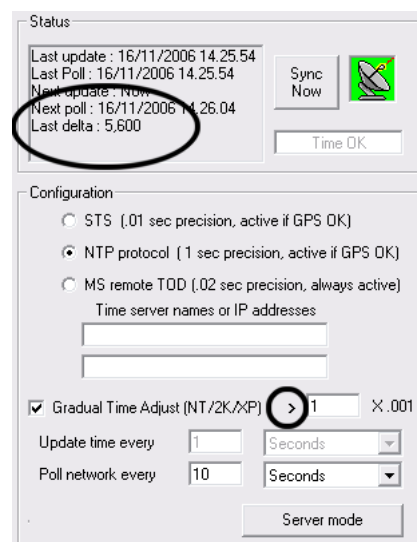 Status
Last update : 16/11/2006 14.25.54
Last Poll : 16/11/2006 14.25.54
Next update : Now
Next poll : 16/11/2006 14.26.04
Last delta : 5,600
Sync
Now
Time OK
Configuration
STS (.01 sec precision, active if GPS OK)
NTP protocol ( 1 sec precision, active if GPS OK)
MS remote TOD (.02 sec precision, always active)
Time server names or IP addresses
Gradual Time Adjust (NT/2K/XP) > 1 X .001
Update time every 1 Seconds
Poll network every 10 Seconds
Server mode